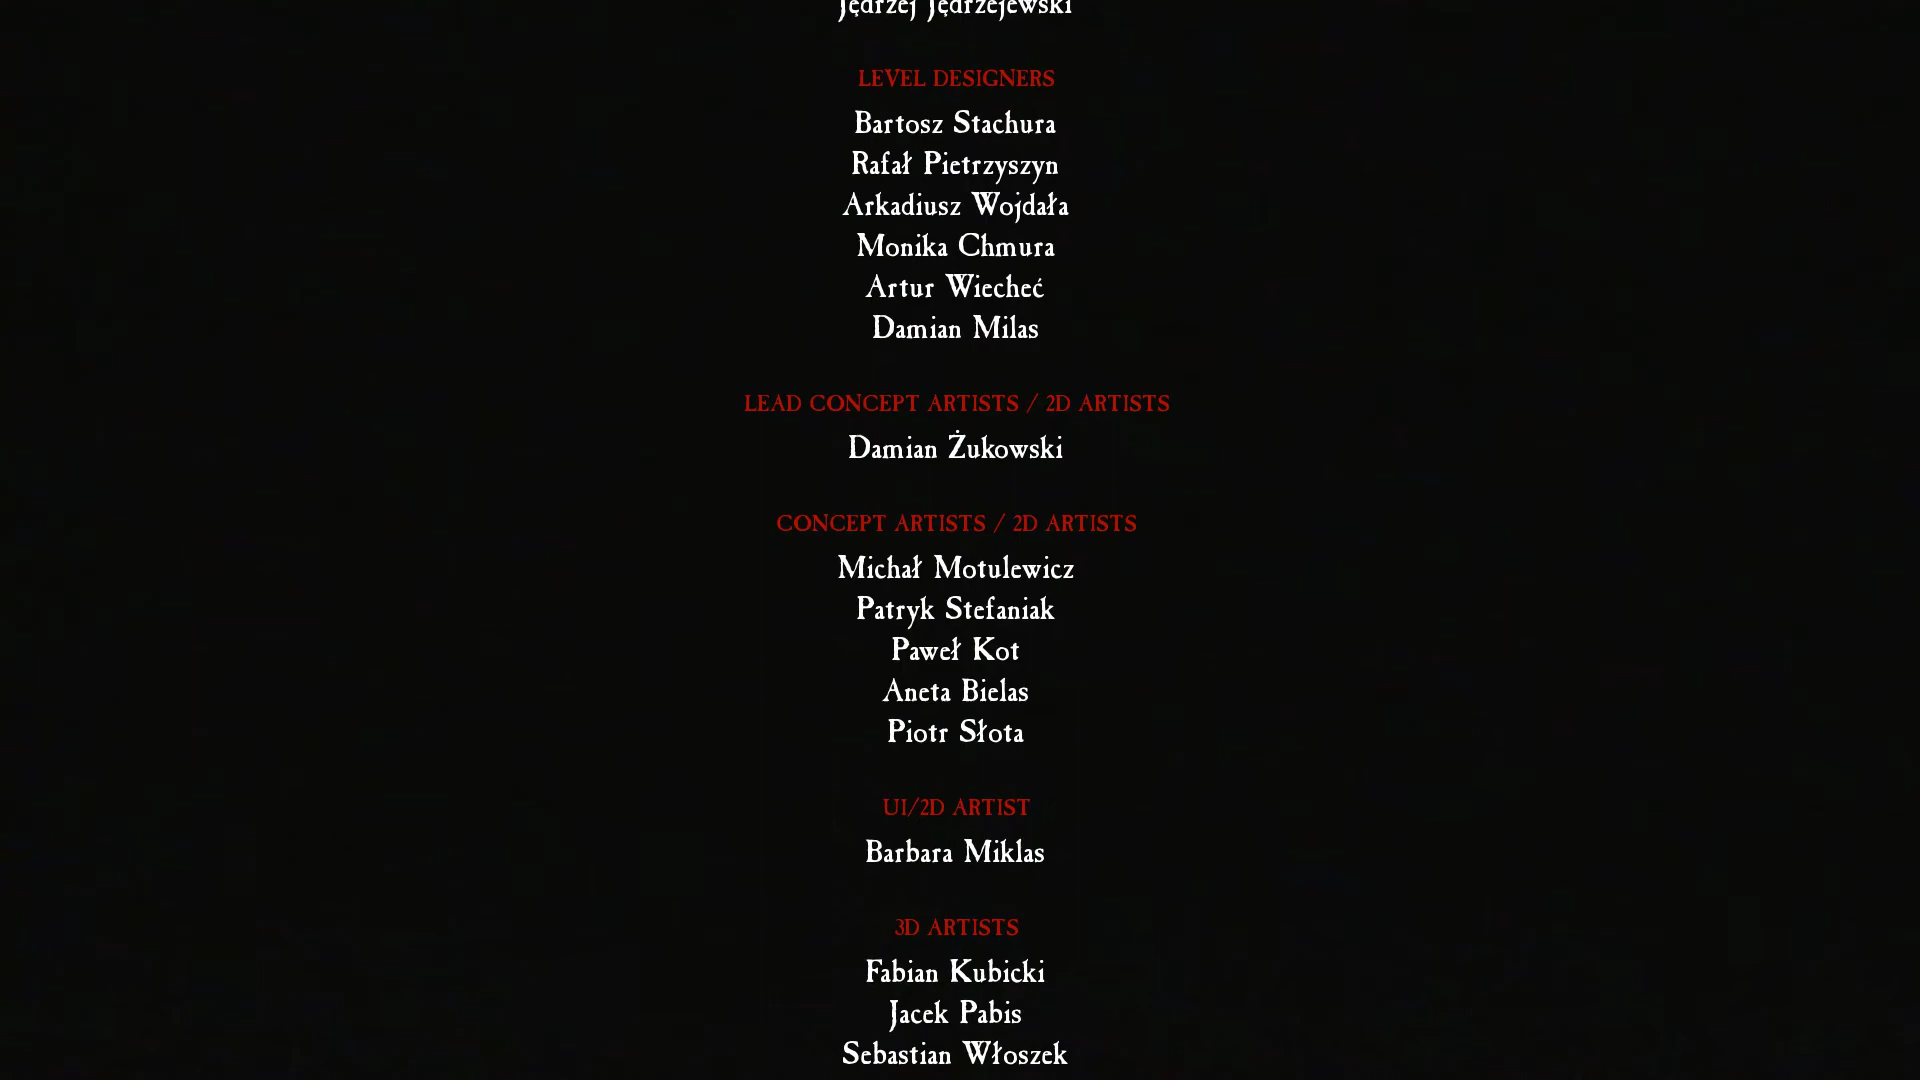 Jędrzej Jędrzejewski
LEVEL DESIGNERS
Bartosz Stachura
Rafał Pietrzyszyn
Arkadiusz Wojdała
Monika Chmura
Artur Wiecheć
Damian Milas
LEAD CONCEPT ARTISTS / 2D ARTISTS
Damian Żukowski
CONCEPT ARTISTS / 2D ARTISTS
Michał Motulewicz
Patryk Stefaniak
Paweł Kot
Aneta Bielas
Piotr Słota
UI/2D ARTIST
Barbara Miklas
3D ARTISTS
Fabian Kubicki
Jacek Pabis
Sebastian Włoszek